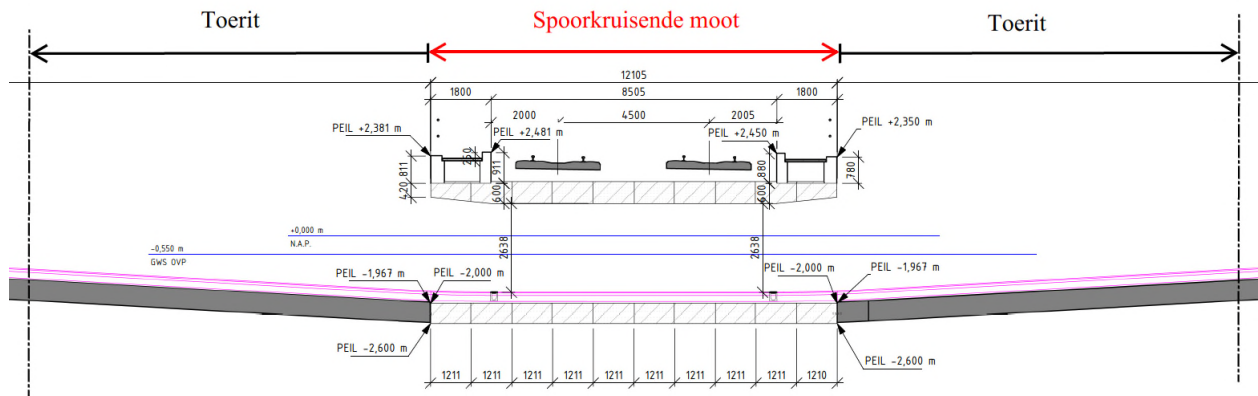 Toerit
Spoorkruisende moot
Toerit
12105
1800
8505
1800
2000
4500
2005
PEIL +2,381 m
PEIL +2,481 m
PEIL +2,450 m
PEIL +2,350 m
250
811
911
880
780
420
600
600
+0,000 m
N.A.P.
-0,550 m
GWS OVP
2638
2638
PEIL -1,967 m
PEIL -2,000 m
PEIL -2,000 m
PEIL -1,967 m
PEIL -2,600 m
PEIL -2,600 m
1211
1211
1211
1211
1211
1211
1211
1211
1211
1210